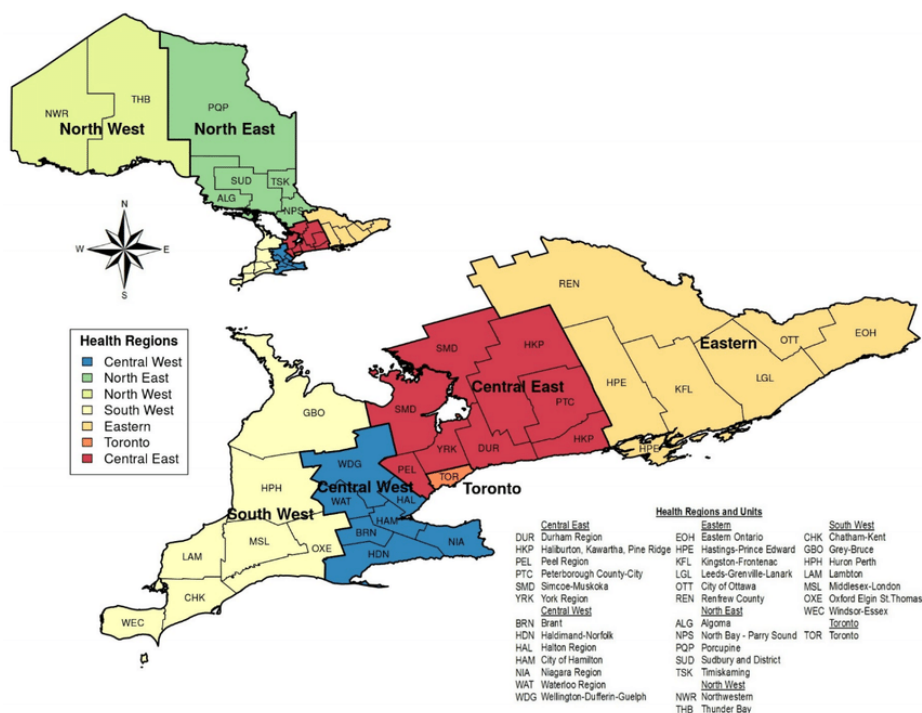 THB
NWR
PQP
North West
North East
SUD
TSK
ALG
NPS
N
W
E
S
Health Regions
Central West
North East
North West
South West
Eastern
Toronto
Central East
REN
SMD
HKP
Eastern
OTT
EOH
HPE
KFL
LGL
Central East
PTC
GBO
SMD
YRK
DUR
HKP
HPE
WDG
PEL
TOR
Central West
Toronto
HPH
WAT
HAL
South West
HAM
BRN
NIA
MSL
OXE
HDN
LAM
CHK
WEC
Health Regions and Units
Central East
DUR Durham Region
HKP Haliburton, Kawartha, Pine Ridge
PEL Peel Region
PTC Peterborough County-City
SMD Simcoe-Muskoka
YRK York Region
Central West
BRN Brant
HDN Haldimand-Norfolk
HAL Halton Region
HAM City of Hamilton
NIA Niagara Region
WAT Waterloo Region
WDG Wellington-Dufferin-Guelph
Eastern
EOH Eastern Ontario
HPE Hastings-Prince Edward
KFL Kingston-Frontenac
LGL Leeds-Grenville-Lanark
OTT City of Ottawa
REN Renfrew County
North East
ALG Algoma
NPS North Bay - Parry Sound
PQP Porcupine
SUD Sudbury and District
TSK Timiskaming
North West
NWR Northwestern
THB Thunder Bay
South West
CHK Chatham-Kent
GBO Grey-Bruce
HPH Huron Perth
LAM Lambton
MSL Middlesex-London
OXE Oxford Elgin St.Thomas
WEC Windsor-Essex
Toronto
TOR Toronto